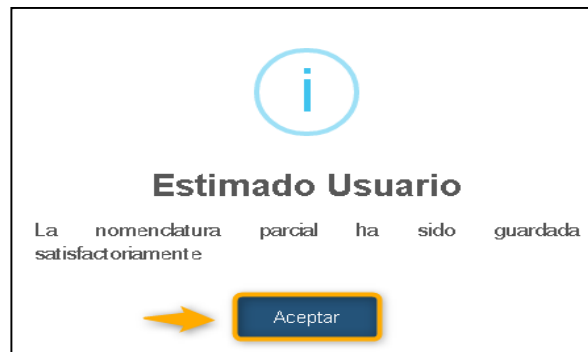 i
Estimado Usuario
La nomenclatura parcial ha sido guardada
satisfactoriamente
Aceptar